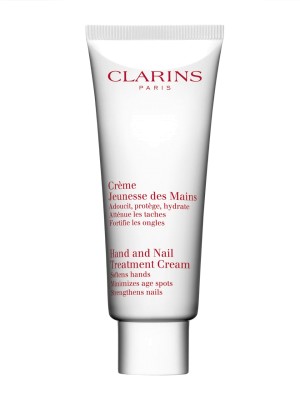 CLARINS
PARIS
Crème
Jeunesse des Mains
Adoucit, protège, hydrate
Atténue les taches
Fortifie les ongles
Hand and Nail
Treatment Cream
Softens hands
Minimizes age spots
Strengthens nails